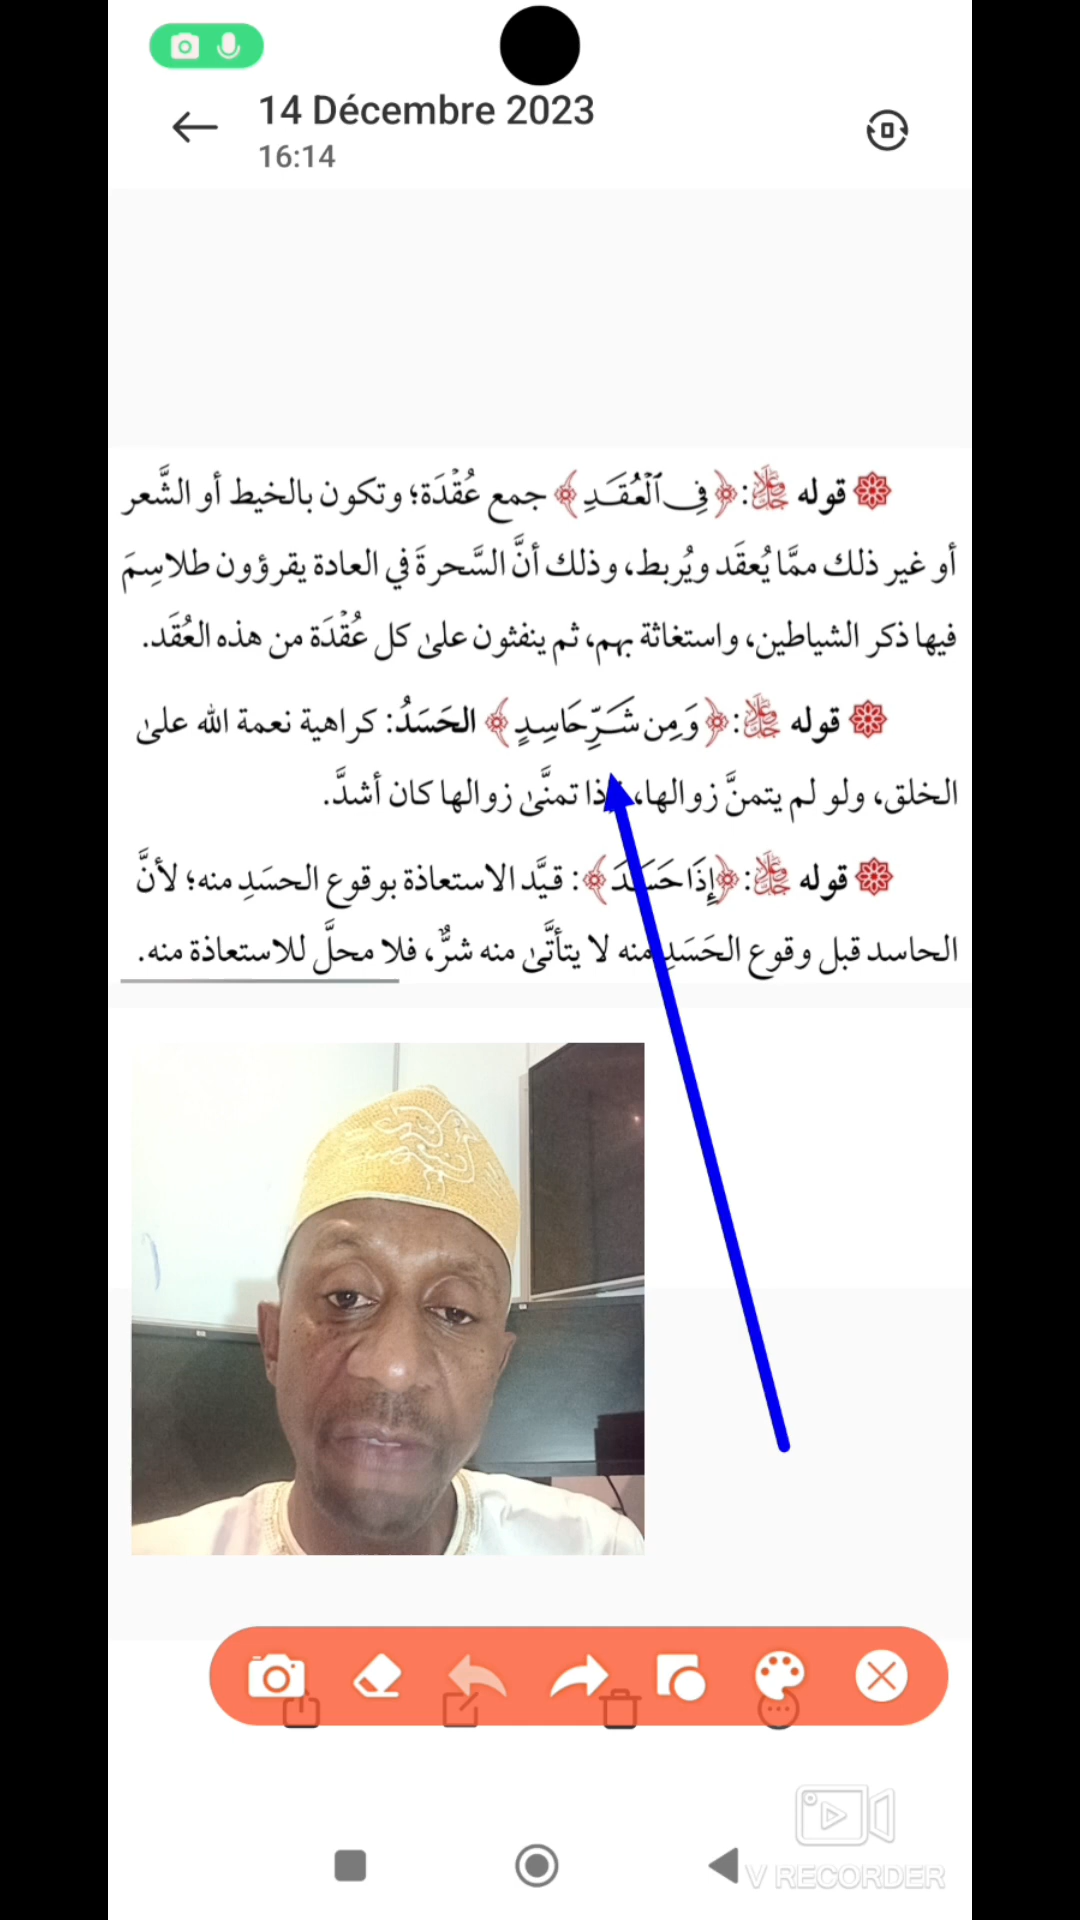 14 Décembre 2023
16:14
قوله ﷻ: ﴿فِي ٱلْعُقَدِ﴾ جمع عُقْدَة؛ وتكون بالخيط أو الشَّعر
أو غير ذلك ممَّا يُعقَد ويُربط، وذلك أنَّ السَّحرةَ في العادة يقرؤون طلاسِمَ
فيها ذكر الشياطين، واستغاثة بهم، ثم ينفثون علىٰ كل عُقْدَة من هذه العُقَد.
قوله ﷻ: ﴿وَمِن شَرِّ حَاسِدٍ﴾ الحَسَدُ: كراهية نعمة الله علىٰ
الخلق، ولو لم يتمنَّ زوالها، تمنَّىٰ زوالها كان أشدَّ.
قوله ﷻ: ﴿إِذَا حَسَدَ﴾: قيَّد الاستعاذة بوقوع الحسَدِ منه؛ لأنَّ
الحاسد قبل وقوع الحَسَدِ منه لا يتأتَّىٰ منه شرٌّ، فلا محلَّ للاستعاذة منه.
V RECORDER